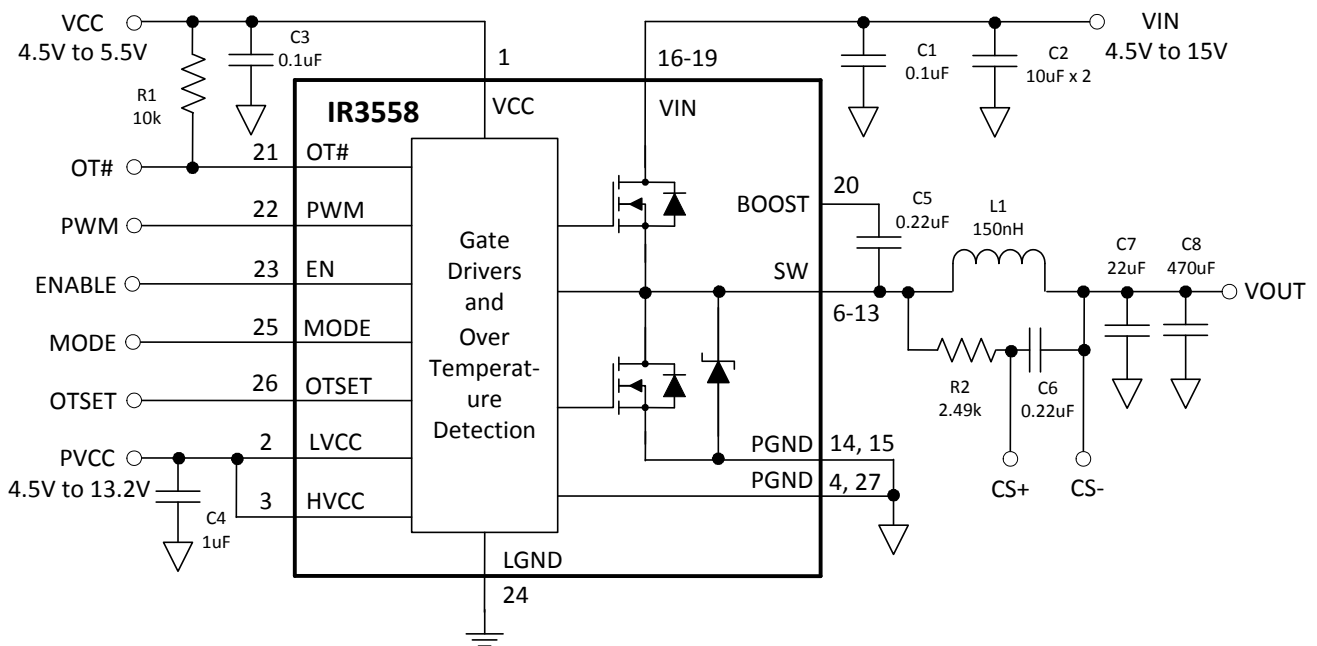 VCC
4.5V to 5.5V
C3
0.1uF
R1
10k
1
16-19
C1
0.1uF
C2
10uF x 2
VIN
4.5V to 15V
IR3558
VCC
VIN
OT#
21
OT#
PWM
22
PWM
ENABLE
23
EN
MODE
25
MODE
OTSET
26
OTSET
PVCC
4.5V to 13.2V
2
LVCC
3
HVCC
C4
1uF
Gate
Drivers
and
Over
Temperat-
ure
Detection
BOOST
20
C5
0.22uF
SW
6-13
L1
150nH
C7
22uF
C8
470uF
VOUT
R2
2.49k
C6
0.22uF
CS+
CS-
PGND
14, 15
PGND
4, 27
LGND
24